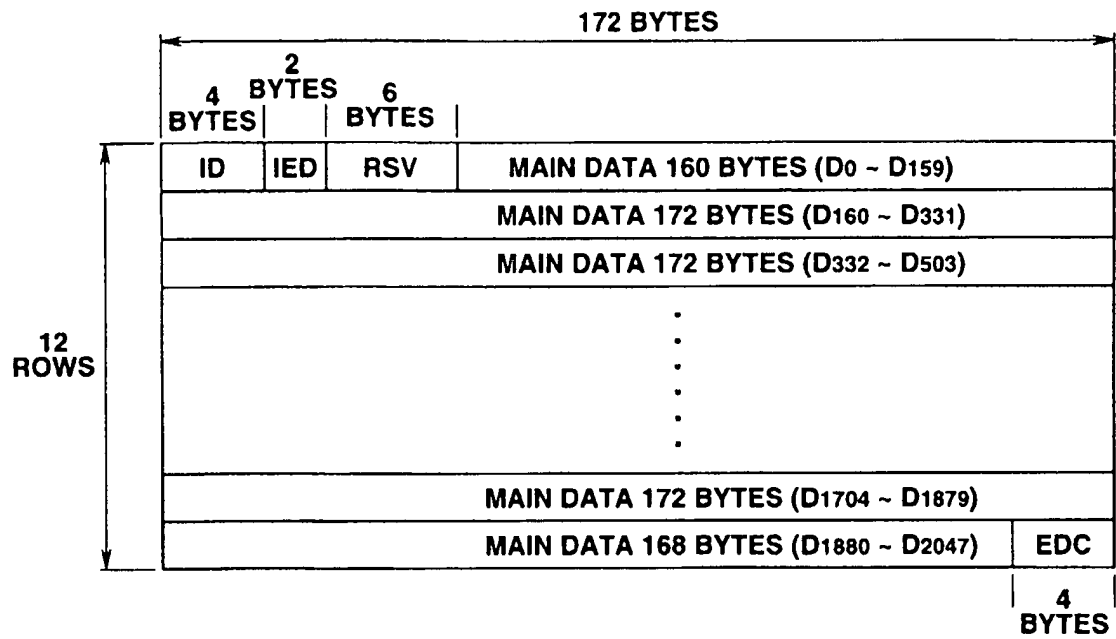 172 BYTES
2
BYTES
4
BYTES
6
BYTES
ID IED RSV MAIN DATA 160 BYTES (D0 ~ D159)
MAIN DATA 172 BYTES (D160 ~ D331)
MAIN DATA 172 BYTES (D332 ~ D503)
12
ROWS
MAIN DATA 172 BYTES (D1704 ~ D1879)
MAIN DATA 168 BYTES (D1880 ~ D2047) EDC
4
BYTES